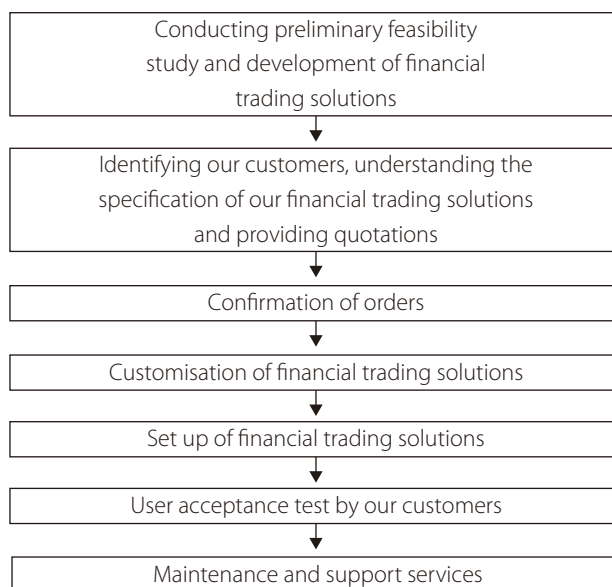 Conducting preliminary feasibility
study and development of financial
trading solutions
Identifying our customers, understanding the
specification of our financial trading solutions
and providing quotations
Confirmation of orders
Customisation of financial trading solutions
Set up of financial trading solutions
User acceptance test by our customers
Maintenance and support services